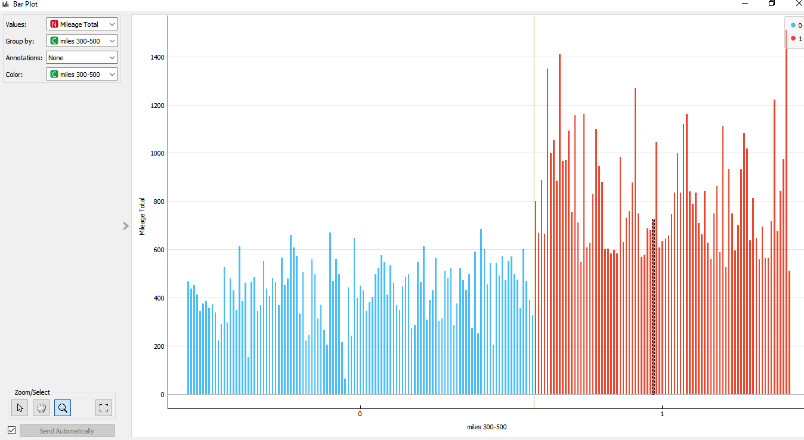 Bar Plot
Values: N Mileage Total
Group by: C miles 300-500
Annotations: None
Color: C miles 300-500
Zoom/Select
Send Automatically
Mileage Total
1400
1200
1000
800
600
400
200
0
0 1
miles 300-500
0
1